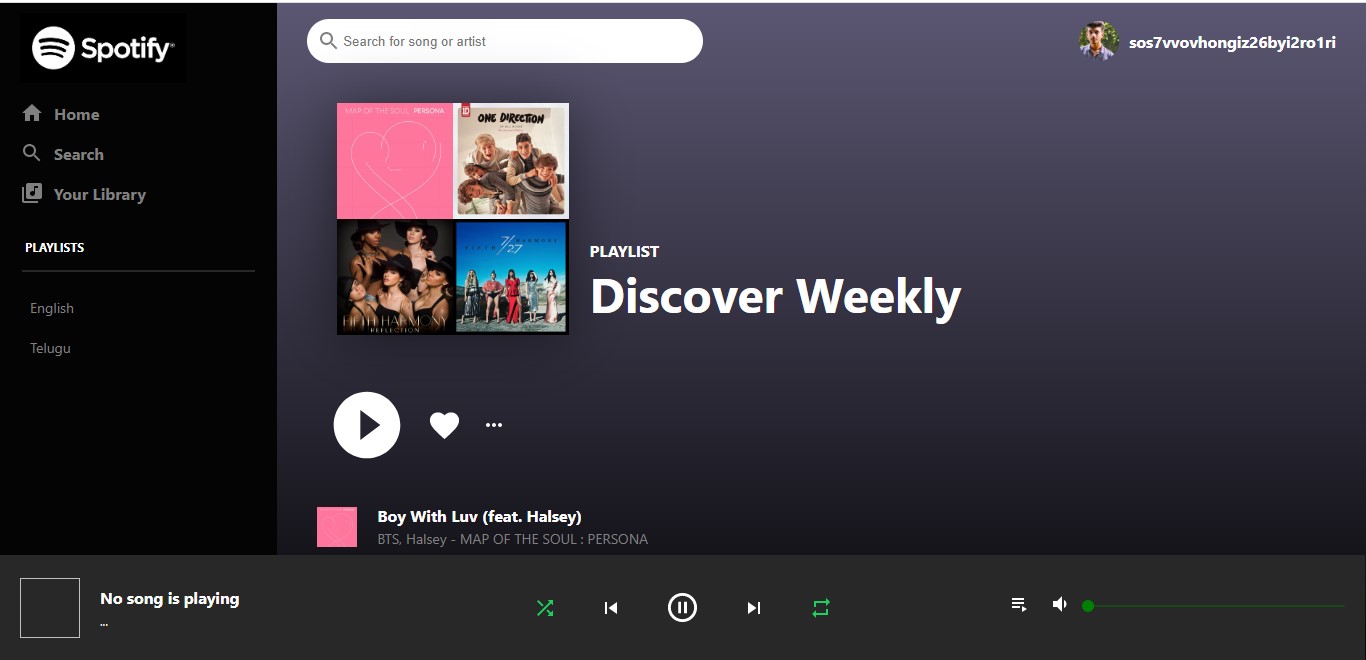 Spotify
Search for song or artist
sos7vvovhongiz26byi2ro1ri
Home
Search
Your Library
PLAYLISTS
English
Telugu
MAP OF THE SOUL : PERSONA
1D
ONE DIRECTION
FIFTH HARMONY
REFLECTION
7/27
PLAYLIST
Discover Weekly
Boy With Luv (feat. Halsey)
BTS, Halsey - MAP OF THE SOUL : PERSONA
No song is playing
...